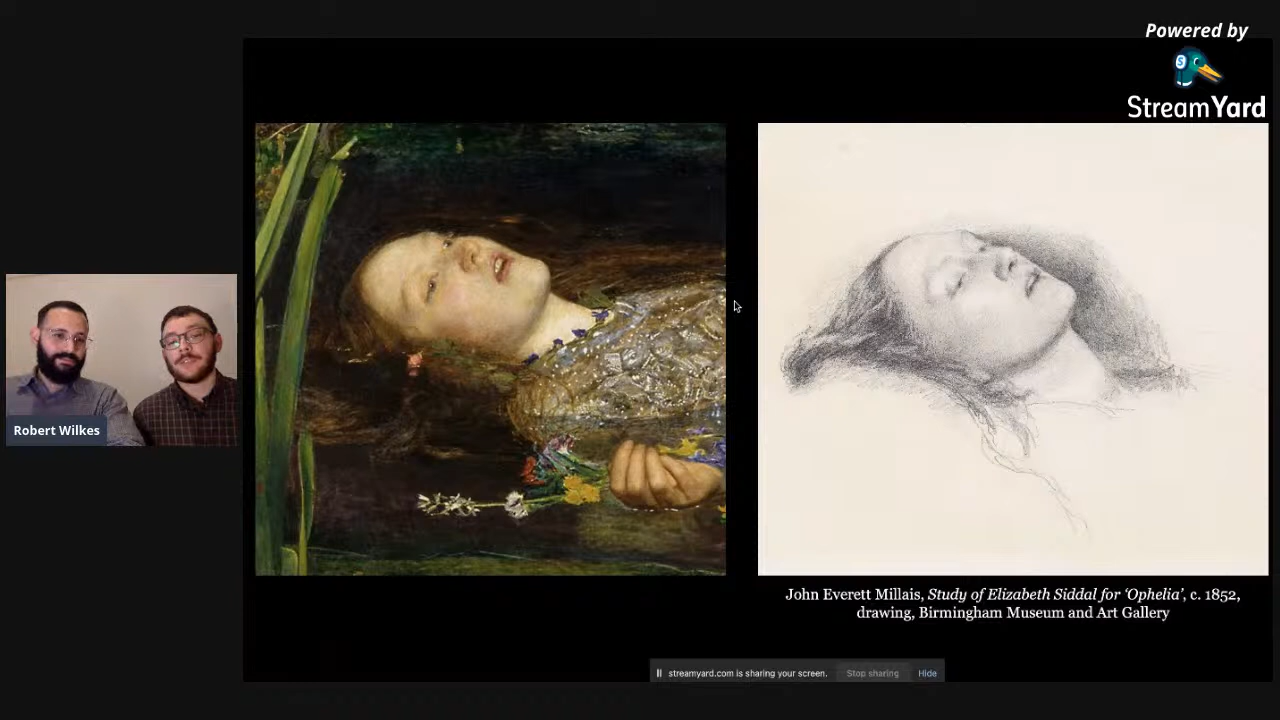 Powered by
StreamYard
Robert Wilkes
John Everett Millais, Study of Elizabeth Siddal for ‘Ophelia’, c. 1852,
drawing, Birmingham Museum and Art Gallery
streamyard.com is sharing your screen. Stop sharing Hide